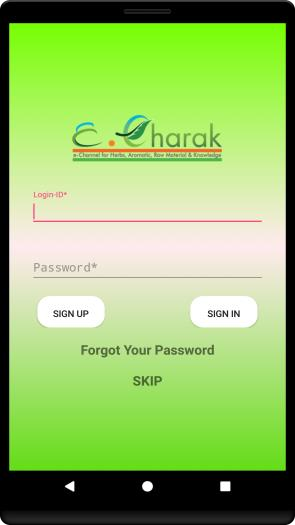 e.Charak
e-Channel for Herbs, Aromatic, Raw Material & Knowledge
Login-ID*
Password*
SIGN UP
SIGN IN
Forgot Your Password
SKIP